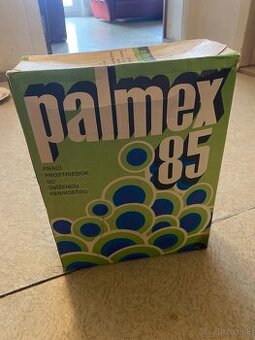 palmex
85
PRACÍ
PROSTRIEDOK
SO
ZNÍŽENOU
PENIVOSŤOU